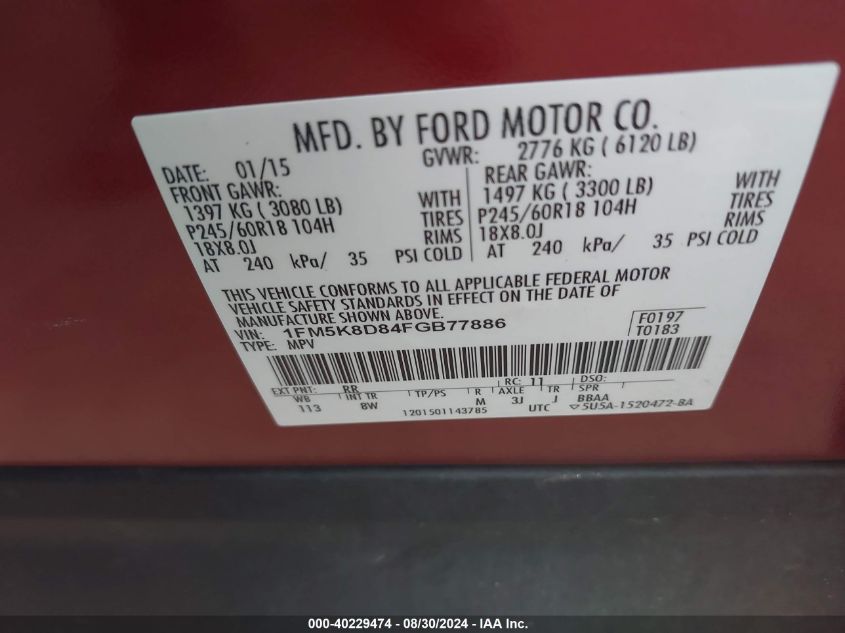 MFD. BY FORD MOTOR CO.
DATE: 01/15 GVWR: 2776 KG ( 6120 LB)
FRONT GAWR: REAR GAWR:
1397 KG ( 3080 LB) WITH 1497 KG ( 3300 LB) WITH
P245/60R18 104H TIRES P245/60R18 104H TIRES
18X8.0J RIMS 18X8.0J RIMS
AT 240 kPa/ 35 PSI COLD AT 240 kPa/ 35 PSI COLD
THIS VEHICLE CONFORMS TO ALL APPLICABLE FEDERAL MOTOR
VEHICLE SAFETY STANDARDS IN EFFECT ON THE DATE OF
MANUFACTURE SHOWN ABOVE.
VIN: 1FM5K8D84FGB77886 F0197
TYPE: MPV T0183
EXT PNT: RR RC: 11 DSO:
WB INT TR TP/PS R AXLE TR SPR
113 8W M 3J J BBAA
1201501143785 UTC ▽5U5A-1520472-BA
000-40229474 - 08/30/2024 - IAA Inc.